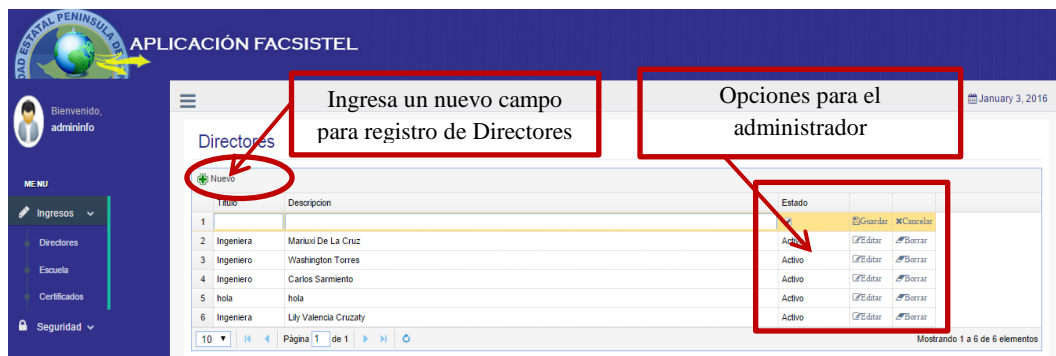 DAD ESTATAL PENINSULA DE
APLICACIÓN FACSISTEL
Bienvenido,
admininfo
MENU
Ingresos
Directores
Escuela
Certificados
Seguridad
Ingresa un nuevo campo
para registro de Directores
Opciones para el
administrador
January 3, 2016
Directores
Nuevo
Titulo Descripcion Estado
1 Guardar Cancelar
2 Ingeniera Mariuxi De La Cruz Activo Editar Borrar
3 Ingeniero Washington Torres Activo Editar Borrar
4 Ingeniero Carlos Sarmiento Activo Editar Borrar
5 hola hola Activo Editar Borrar
6 Ingeniera Lily Valencia Cruzaty Activo Editar Borrar
10 Página 1 de 1 Mostrando 1 a 6 de 6 elementos